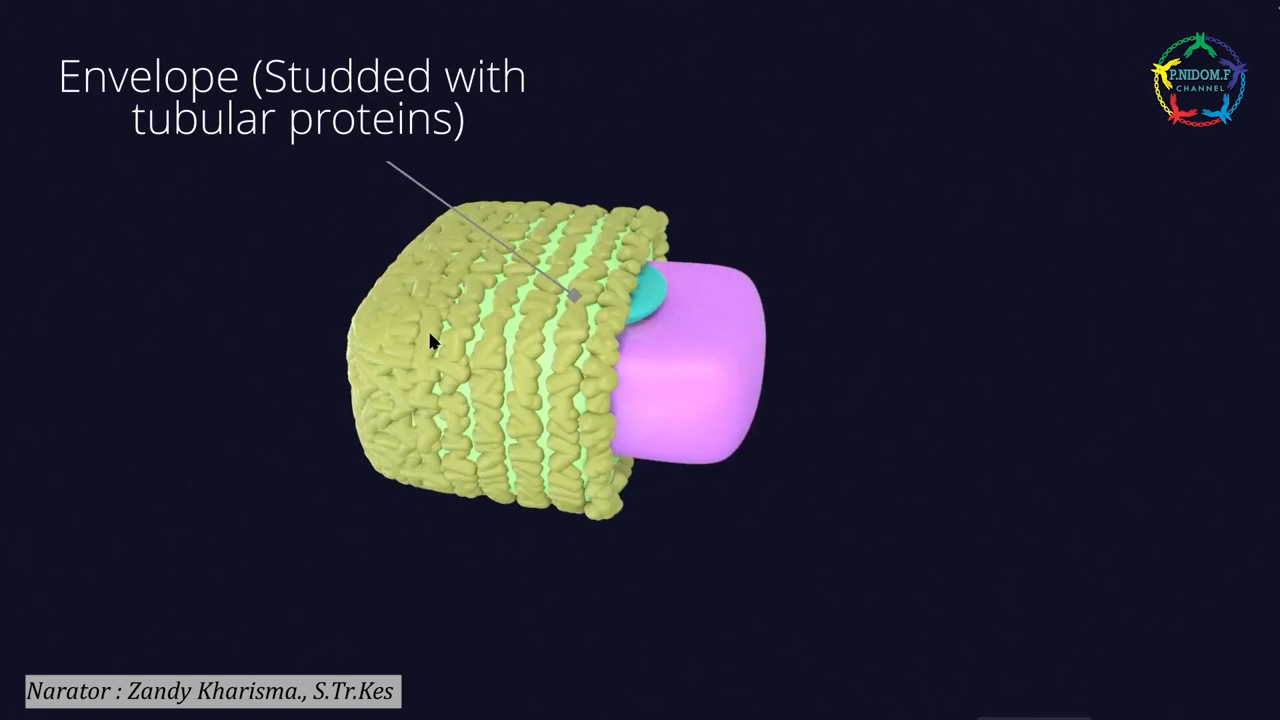 Envelope (Studded with
tubular proteins)
P.NIDOM.F
CHANNEL
Narator : Zandy Kharisma., S.Tr.Kes